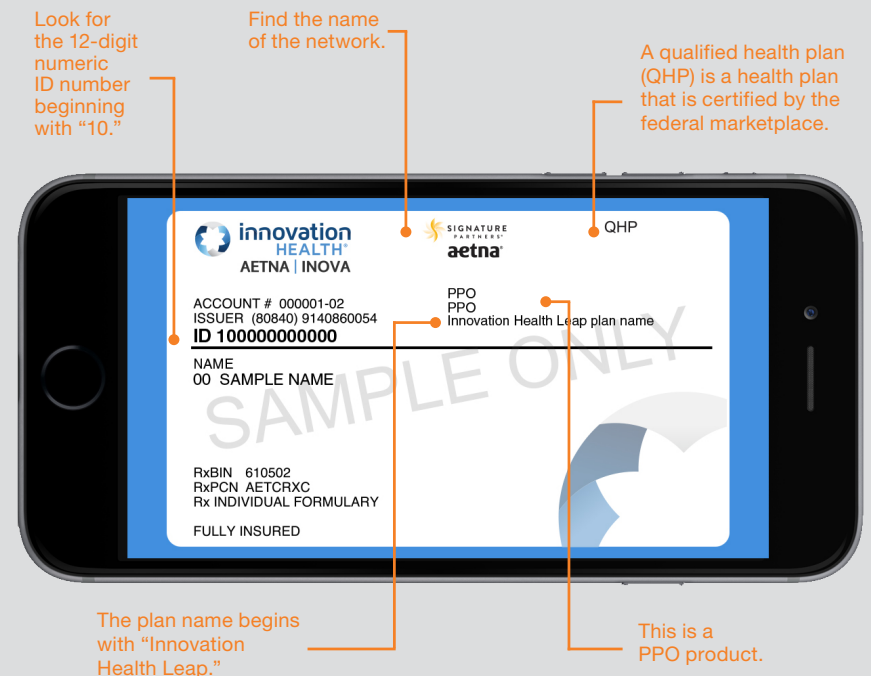 Look for
the 12-digit
numeric
ID number
beginning
with “10.”
Find the name
of the network.
A qualified health plan
(QHP) is a health plan
that is certified by the
federal marketplace.
innovation
HEALTH®
AETNA | INOVA
SIGNATURE
PARTNERS®
aetna®
QHP
ACCOUNT # 000001-02
ISSUER (80840) 9140860054
ID 100000000000
PPO
PPO
Innovation Health Leap plan name
NAME
00 SAMPLE NAME
SAMPLE ONLY
RxBIN 610502
RxPCN AETCRXC
Rx INDIVIDUAL FORMULARY
FULLY INSURED
The plan name begins
with “Innovation
Health Leap.”
This is a
PPO product.